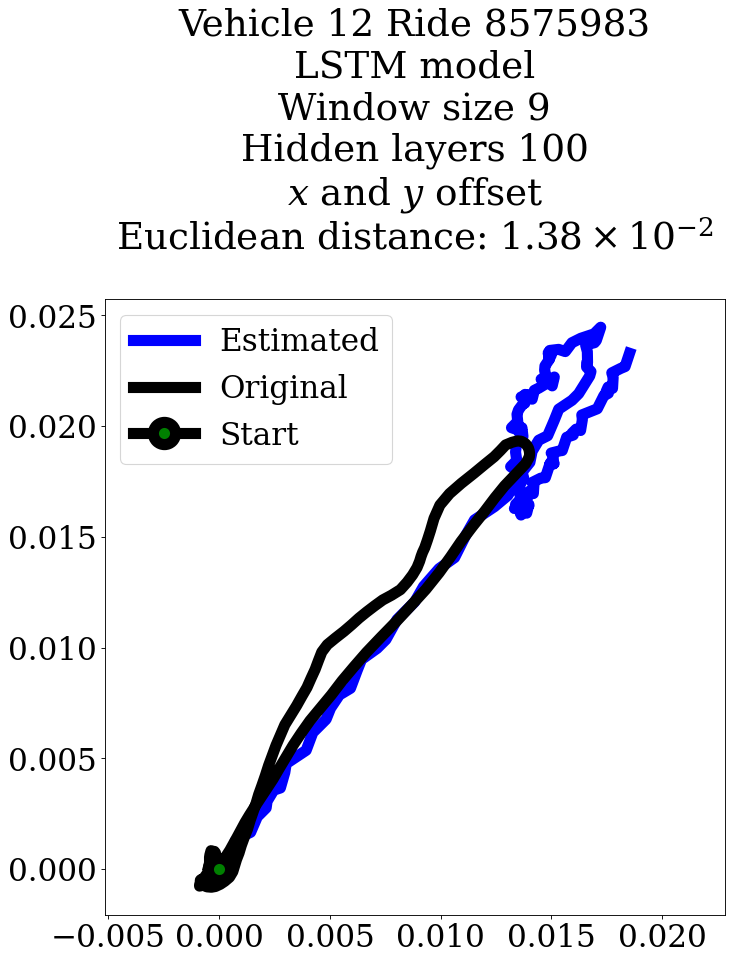 Vehicle 12 Ride 8575983
LSTM model
Window size 9
Hidden layers 100
x and y offset
Euclidean distance: 1.38 × 10⁻²
Estimated
Original
Start
0.025
0.020
0.015
0.010
0.005
0.000
−0.005 0.000 0.005 0.010 0.015 0.020